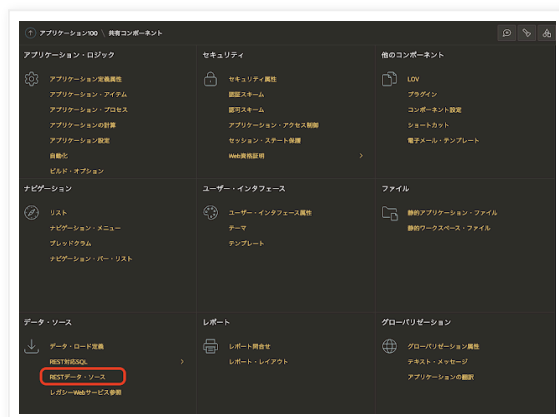 アプリケーション100 \ 共有コンポーネント
アプリケーション・ロジック
アプリケーション定義属性
アプリケーション・アイテム
アプリケーション・プロセス
アプリケーションの計算
アプリケーション設定
自動化
ビルド・オプション
セキュリティ
セキュリティ属性
認証スキーム
認可スキーム
アプリケーション・アクセス制御
セッション・ステート保護
Web資格証明
他のコンポーネント
LOV
プラグイン
コンポーネント設定
ショートカット
電子メール・テンプレート
ナビゲーション
リスト
ナビゲーション・メニュー
ブレッドクラム
ナビゲーション・バー・リスト
ユーザー・インタフェース
ユーザー・インタフェース属性
テーマ
テンプレート
ファイル
静的アプリケーション・ファイル
静的ワークスペース・ファイル
データ・ソース
データ・ロード定義
REST対応SQL
RESTデータ・ソース
レガシーWebサービス参照
レポート
レポート問合せ
レポート・レイアウト
グローバリゼーション
グローバリゼーション属性
テキスト・メッセージ
アプリケーションの翻訳